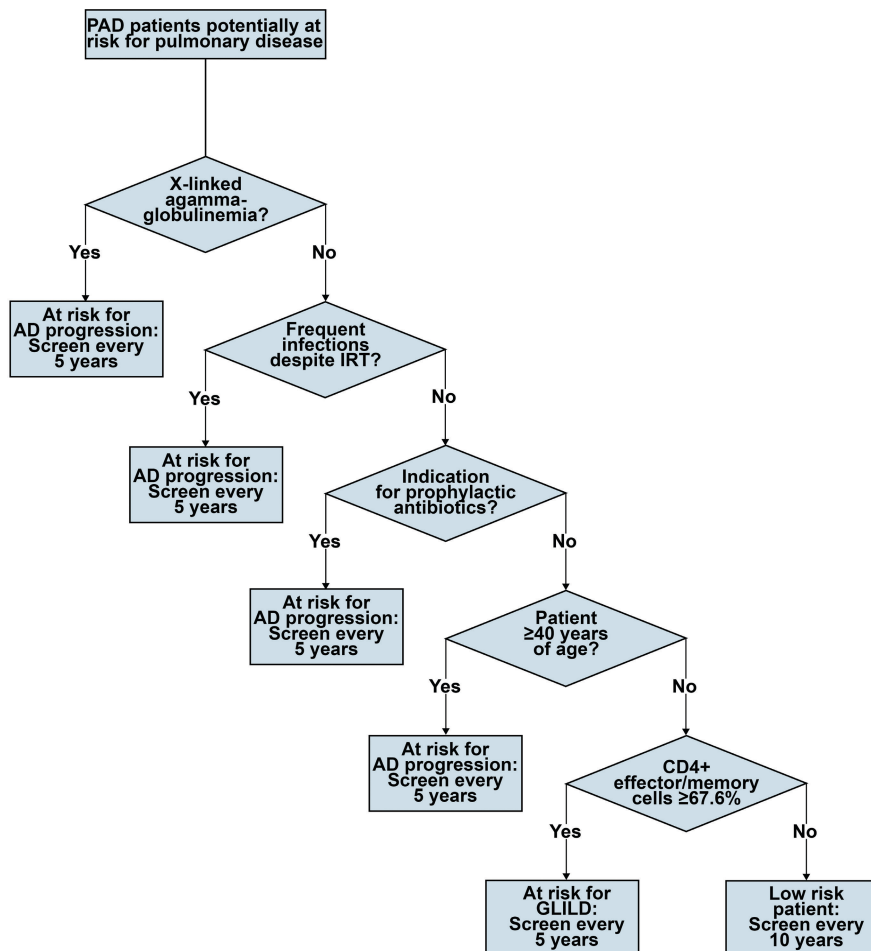 PAD patients potentially at
risk for pulmonary disease
X-linked
agamma-
globulinemia?
Yes
No
At risk for
AD progression:
Screen every
5 years
Frequent
infections
despite IRT?
Yes
No
At risk for
AD progression:
Screen every
5 years
Indication
for prophylactic
antibiotics?
Yes
No
At risk for
AD progression:
Screen every
5 years
Patient
≥40 years
of age?
Yes
No
At risk for
AD progression:
Screen every
5 years
CD4+
effector/memory
cells ≥67.6%
Yes
No
At risk for
GLILD:
Screen every
5 years
Low risk
patient:
Screen every
10 years